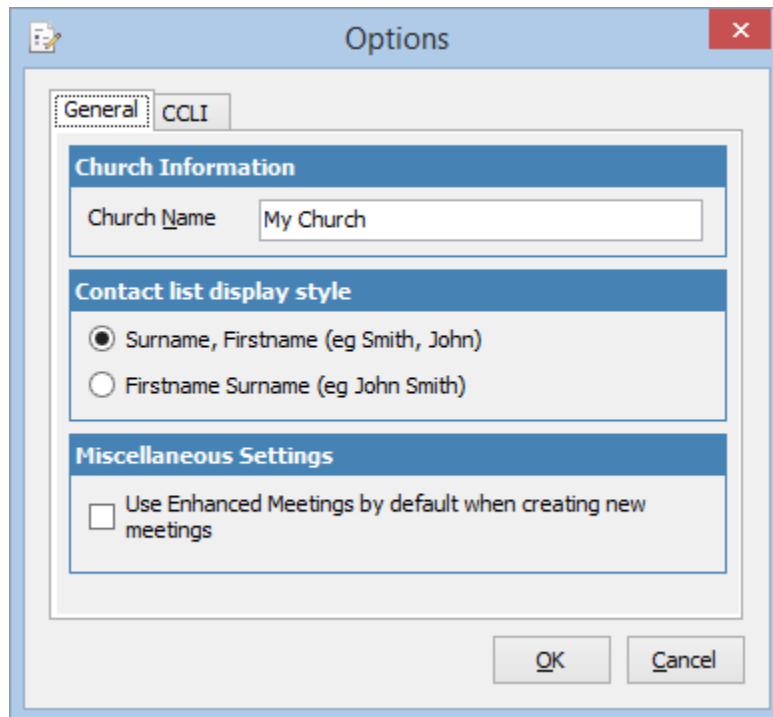 Options
General
CCLI
Church Information
Church Name
My Church
Contact list display style
Surname, Firstname (eg Smith, John)
Firstname Surname (eg John Smith)
Miscellaneous Settings
Use Enhanced Meetings by default when creating new
meetings
OK
Cancel